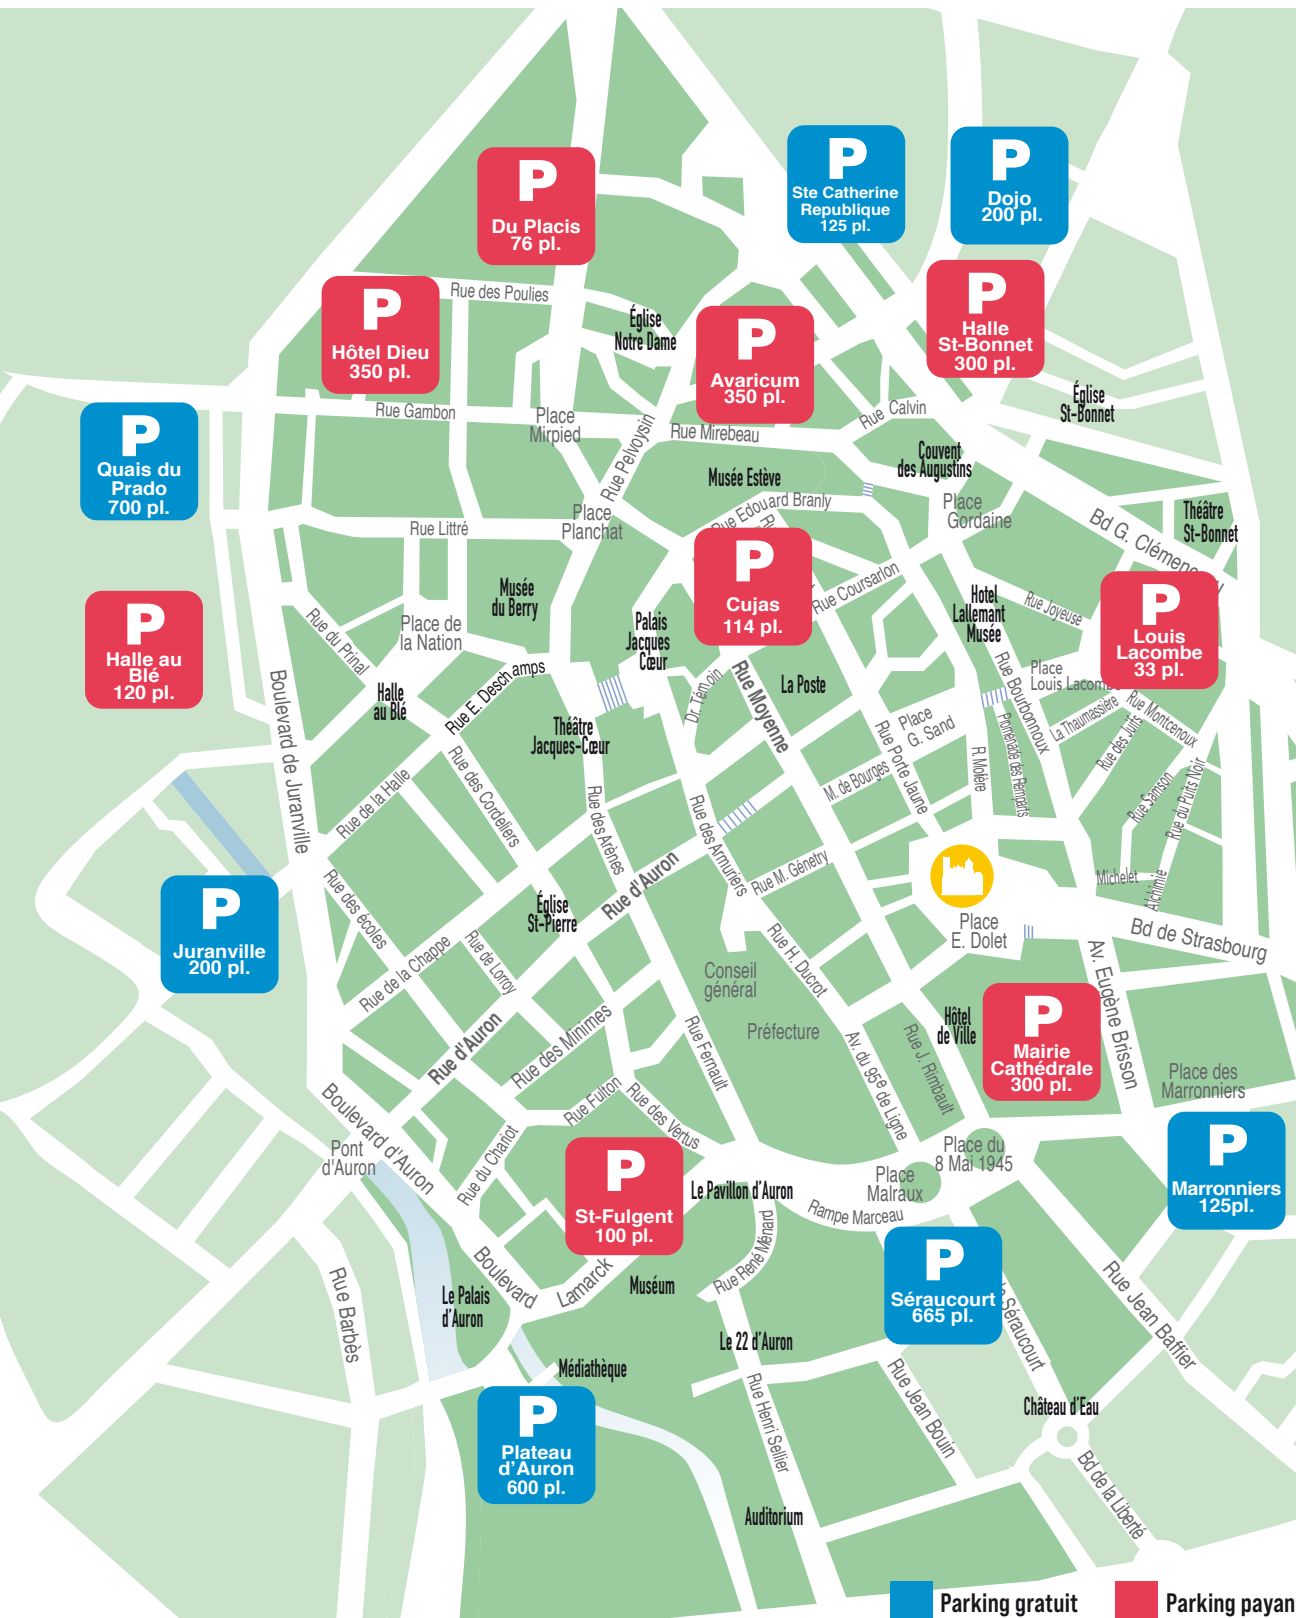 P
Ste Catherine
Republique
125 pl.
P
Dojo
200 pl.
P
Du Placis
76 pl.
P
Halle
St-Bonnet
300 pl.
P
Hôtel Dieu
350 pl.
Rue des Poulies
Église
Notre Dame
P
Avaricum
350 pl.
Église
St-Bonnet
Rue Gambon
Place
Mirpied
Rue Pelvoysin
Rue Mirebeau
Rue Calvin
P
Quais du
Prado
700 pl.
Musée Estève
Couvent
des Augustins
Rue Edouard Branly
Place
Gordaine
Bd G. Clémenceau
Théâtre
St-Bonnet
Rue Littré
Place
Planchat
P
Cujas
114 pl.
Rue Coursarlon
Musée
du Berry
Hotel
Lallemant
Musée
Rue Joyeuse
P
Louis
Lacombe
33 pl.
P
Halle au
Blé
120 pl.
Rue du Prinal
Place de
la Nation
Palais
Jacques
Cœur
Place
Louis Lacombe
Boulevard de Juranville
Halle
au Blé
Rue E. Deschamps
Dr. Témoin
Rue Moyenne
La Poste
Rue Bourbonnoux
La Thaumassière
Rue Montcenoux
Théâtre
Jacques-Cœur
Rue Porte Jaune
Place
G. Sand
Promenade des Remparts
Rue des Juifs
R. Molière
Rue de la Halle
Rue des Cordeliers
Rue des Arènes
Rue des Armuriers
M. de Bourges
Rue Samson
Rue du Puits Noir
Rue M. Génetry
Rue d'Auron
Rue des écoles
Église
St-Pierre
Michelet
Alchimie
P
Juranville
200 pl.
Place
E. Dolet
Bd de Strasbourg
Rue de la Chappe
Rue de Lorroy
Conseil
général
Rue H. Ducrot
Av. Eugène Brisson
Rue d'Auron
Rue des Minimes
Préfecture
Hôtel
de Ville
P
Mairie
Cathédrale
300 pl.
Rue Fernault
Av. du 95e de Ligne
Rue J. Rimbault
Place des
Marronniers
Boulevard d'Auron
Pont
d'Auron
Rue Fulton
Rue des Vertus
Rue du Chariot
Place du
8 Mai 1945
P
Marronniers
125pl.
P
St-Fulgent
100 pl.
Le Pavillon d'Auron
Place
Malraux
Rampe Marceau
Rue René Ménard
P
Séraucourt
665 pl.
Boulevard
Lamarck
Muséum
Séraucourt
Rue Jean Baffier
Rue Barbès
Le Palais
d'Auron
Le 22 d'Auron
Médiathèque
Rue Henri Sellier
Rue Jean Bouin
Château d'Eau
P
Plateau
d'Auron
600 pl.
Bd de la Liberté
Auditorium
Parking gratuit
Parking payan